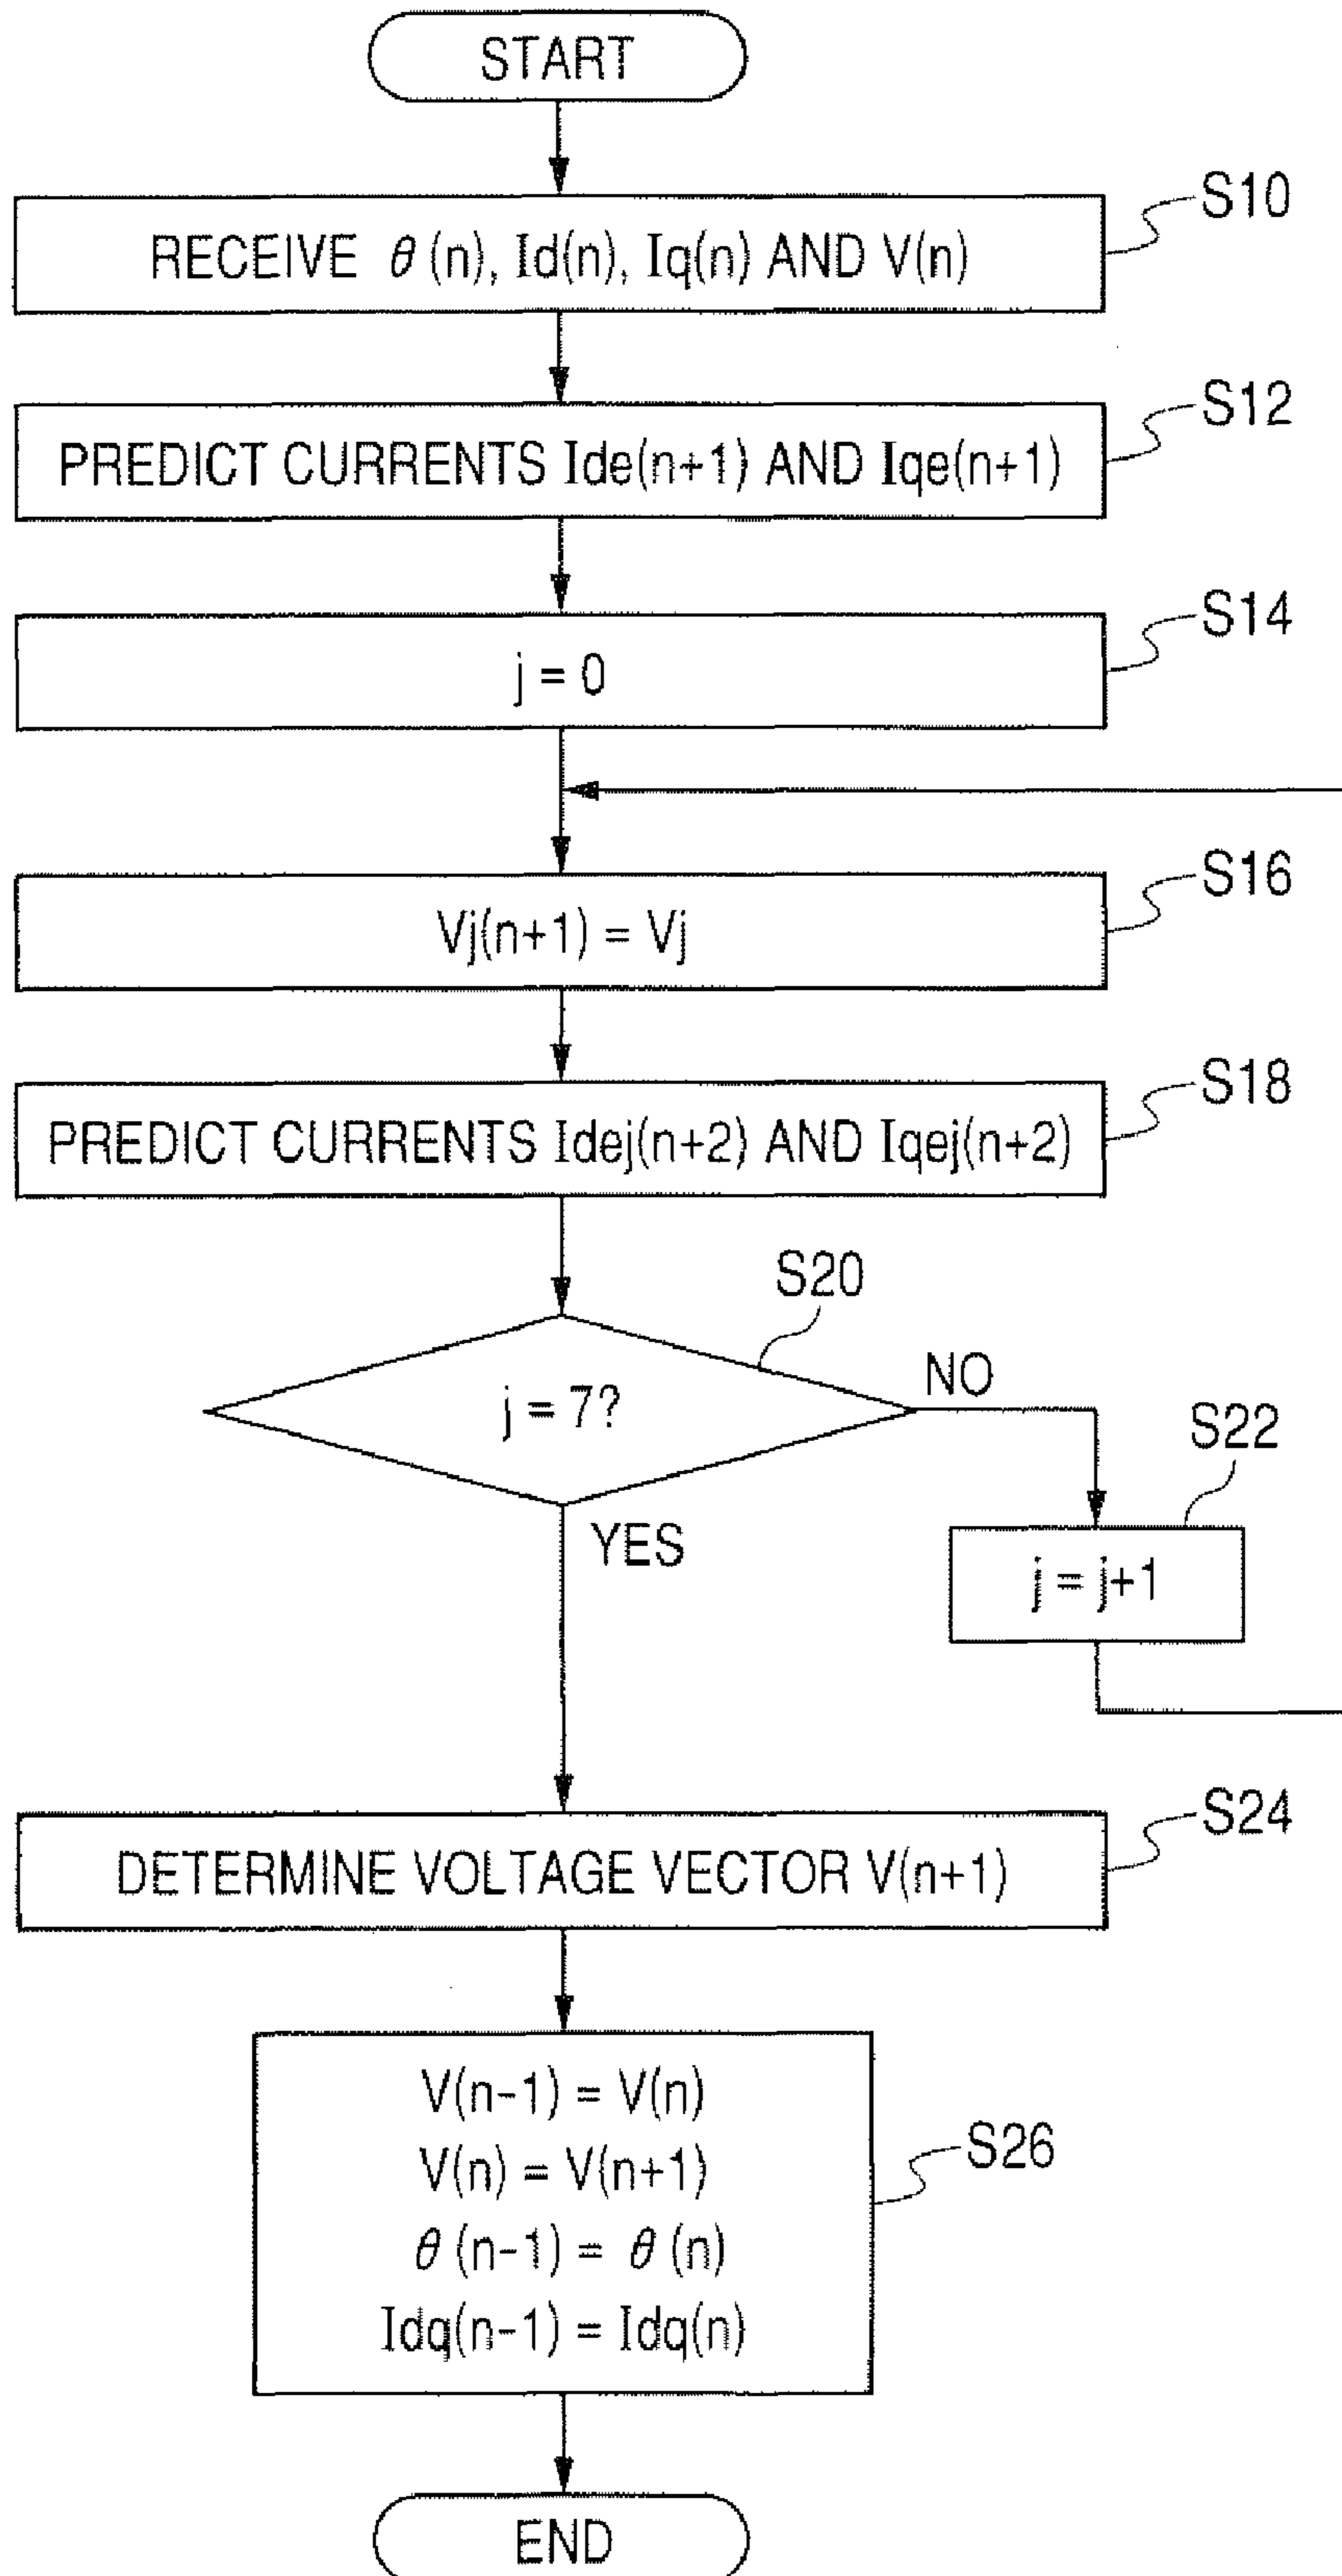 START
S10
RECEIVE θ(n), Id(n), Iq(n) AND V(n)
S12
PREDICT CURRENTS Ide(n+1) AND Iqe(n+1)
S14
j = 0
S16
Vj(n+1) = Vj
S18
PREDICT CURRENTS Idej(n+2) AND Iqej(n+2)
S20
j = 7?
NO
S22
YES
j = j+1
S24
DETERMINE VOLTAGE VECTOR V(n+1)
V(n-1) = V(n)
V(n) = V(n+1)
S26
θ(n-1) = θ(n)
Idq(n-1) = Idq(n)
END